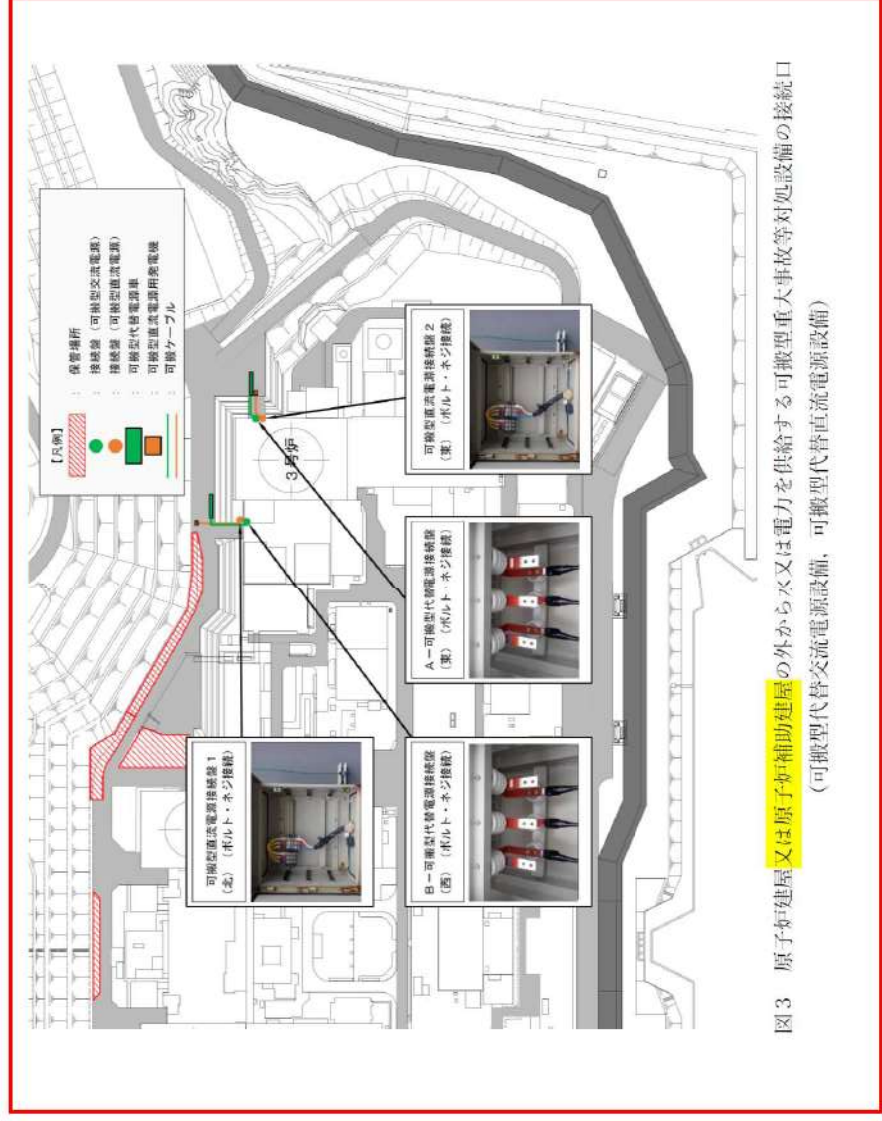 【凡例】
： 保管場所
： 接続盤（可搬型交流電源）
： 接続盤（可搬型直流電源）
： 可搬型代替電源車
： 可搬型直流電源用発電機
： 可搬ケーブル
3号炉
可搬型直流電源接続盤1
（北）（ボルト・ネジ接続）
B－可搬型代替電源接続盤
（西）（ボルト・ネジ接続）
A－可搬型代替電源接続盤
（東）（ボルト・ネジ接続）
可搬型直流電源接続盤2
（東）（ボルト・ネジ接続）
図3 原子炉建屋又は原子炉補助建屋の外から水又は電力を供給する可搬型重大事故等対処設備の接続口
（可搬型代替交流電源設備，可搬型代替直流電源設備）